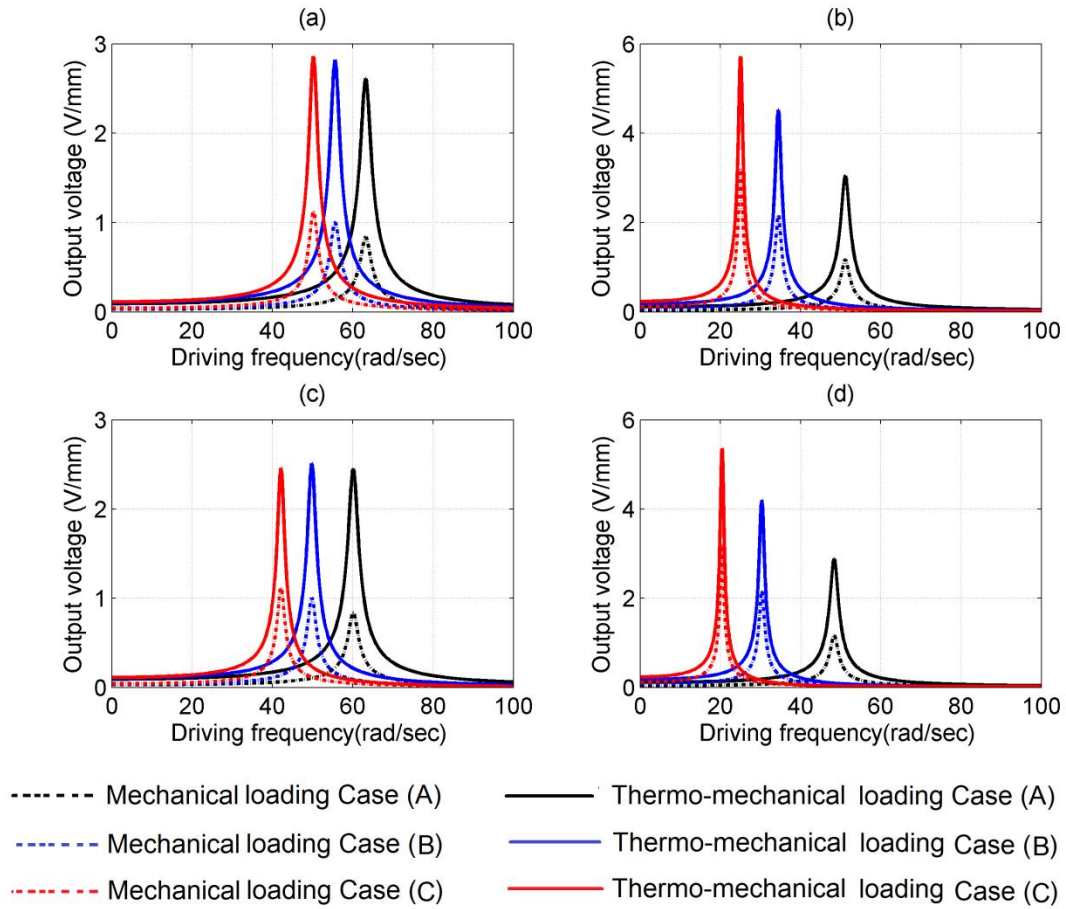 (a)
Output voltage (V/mm)
3
2
1
0
0 20 40 60 80 100
Driving frequency(rad/sec)
(b)
Output voltage (V/mm)
6
4
2
0
0 20 40 60 80 100
Driving frequency(rad/sec)
(c)
Output voltage (V/mm)
3
2
1
0
0 20 40 60 80 100
Driving frequency(rad/sec)
(d)
Output voltage (V/mm)
6
4
2
0
0 20 40 60 80 100
Driving frequency(rad/sec)
Mechanical loading Case (A)
Thermo-mechanical loading Case (A)
Mechanical loading Case (B)
Thermo-mechanical loading Case (B)
Mechanical loading Case (C)
Thermo-mechanical loading Case (C)